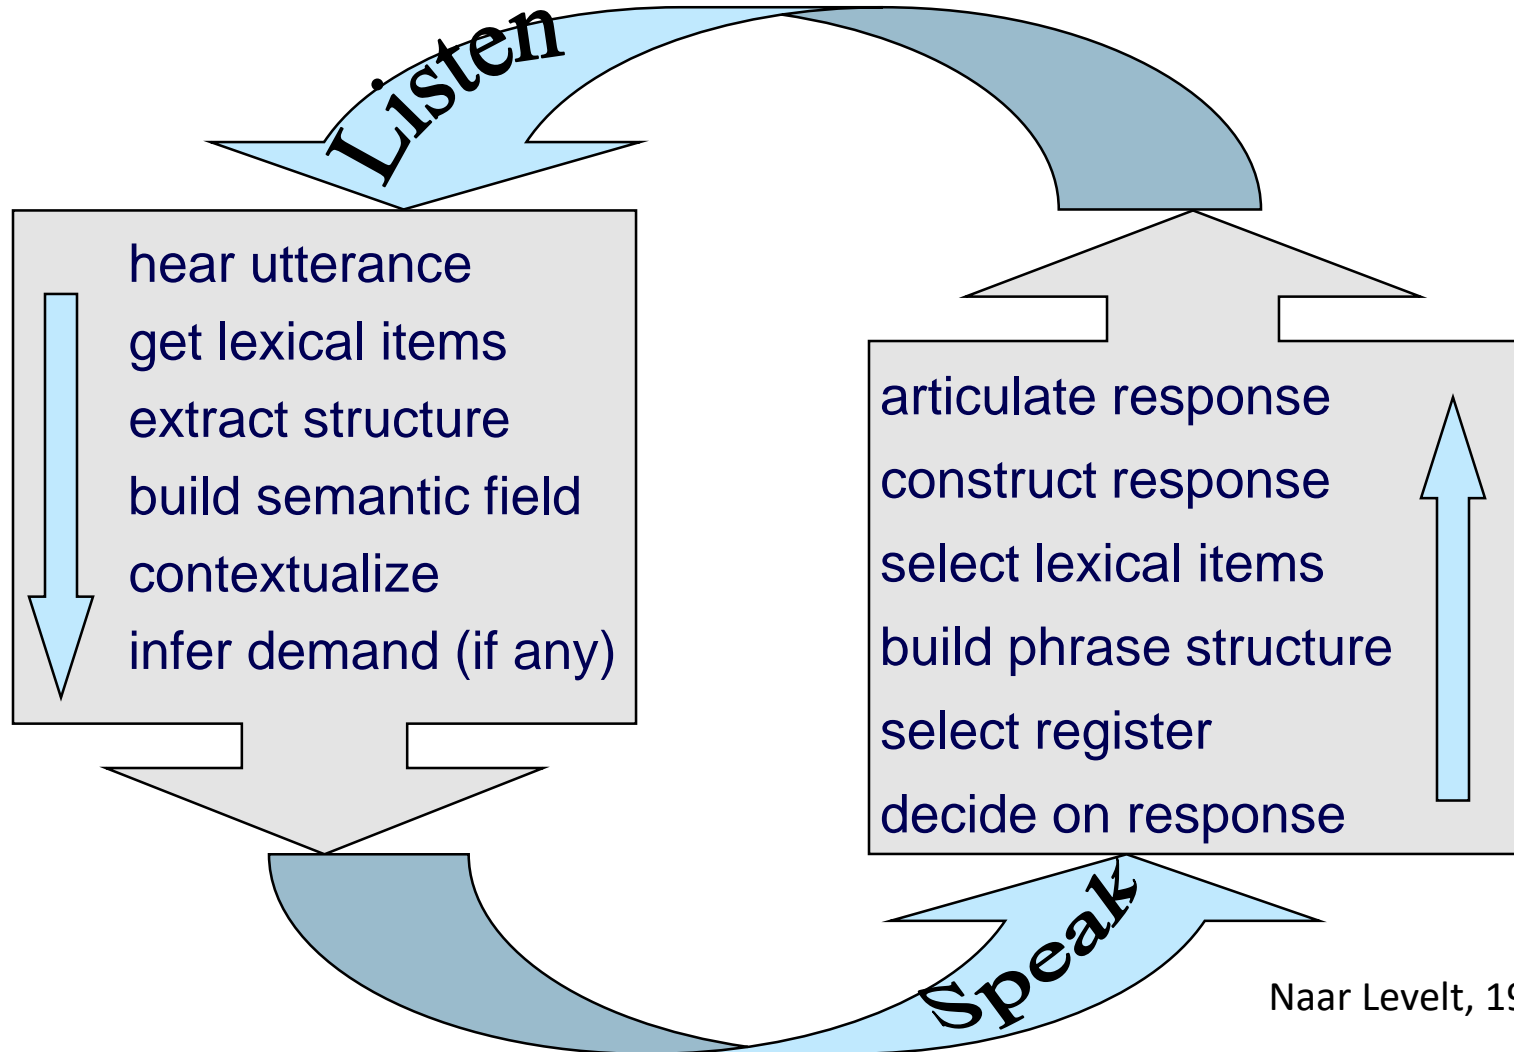 Listen
hear utterance
get lexical items
extract structure
build semantic field
contextualize
infer demand (if any)
articulate response
construct response
select lexical items
build phrase structure
select register
decide on response
Speak
Naar Levelt, 19